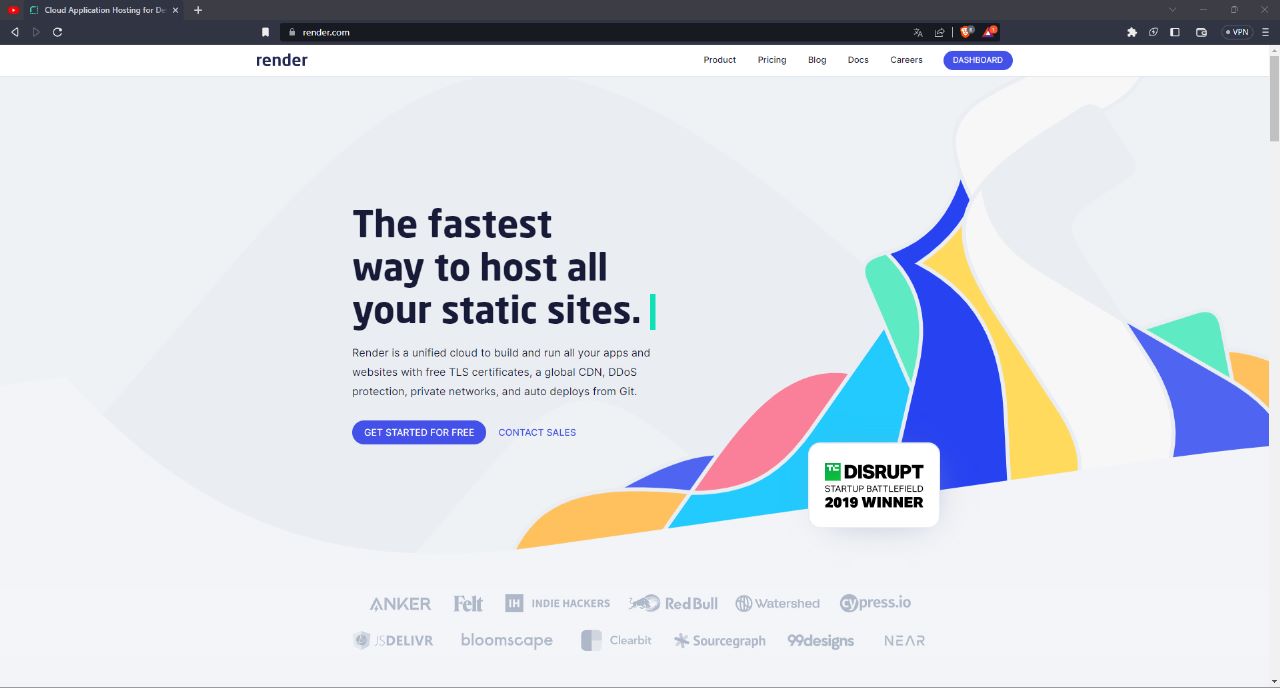 Cloud Application Hosting for De
render.com
VPN
render
Product Pricing Blog Docs Careers DASHBOARD
The fastest
way to host all
your static sites.
Render is a unified cloud to build and run all your apps and
websites with free TLS certificates, a global CDN, DDoS
protection, private networks, and auto deploys from Git.
GET STARTED FOR FREE CONTACT SALES
TC DISRUPT
STARTUP BATTLEFIELD
2019 WINNER
ANKER Felt IH INDIE HACKERS Red Bull Watershed cypress.io
JSDELIVR bloomscape Clearbit Sourcegraph 99designs NEAR